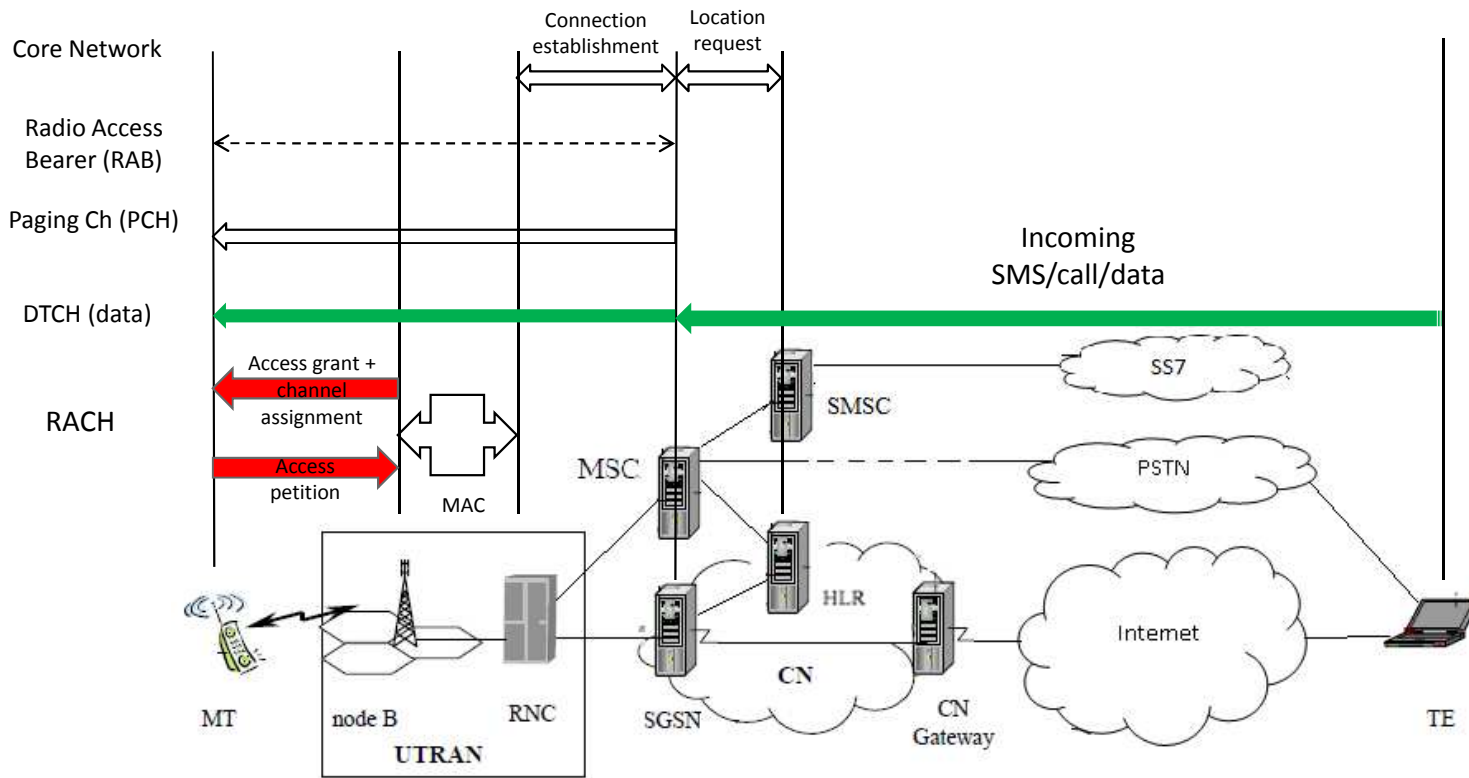 Connection
establishment
Location
request
Core Network
Radio Access
Bearer (RAB)
Paging Ch (PCH)
Incoming
SMS/call/data
DTCH (data)
Access grant +
channel
assignment
RACH
Access
petition
MAC
SS7
SMSC
MSC
PSTN
HLR
Internet
CN
MT
node B
RNC
UTRAN
SGSN
CN
Gateway
TE